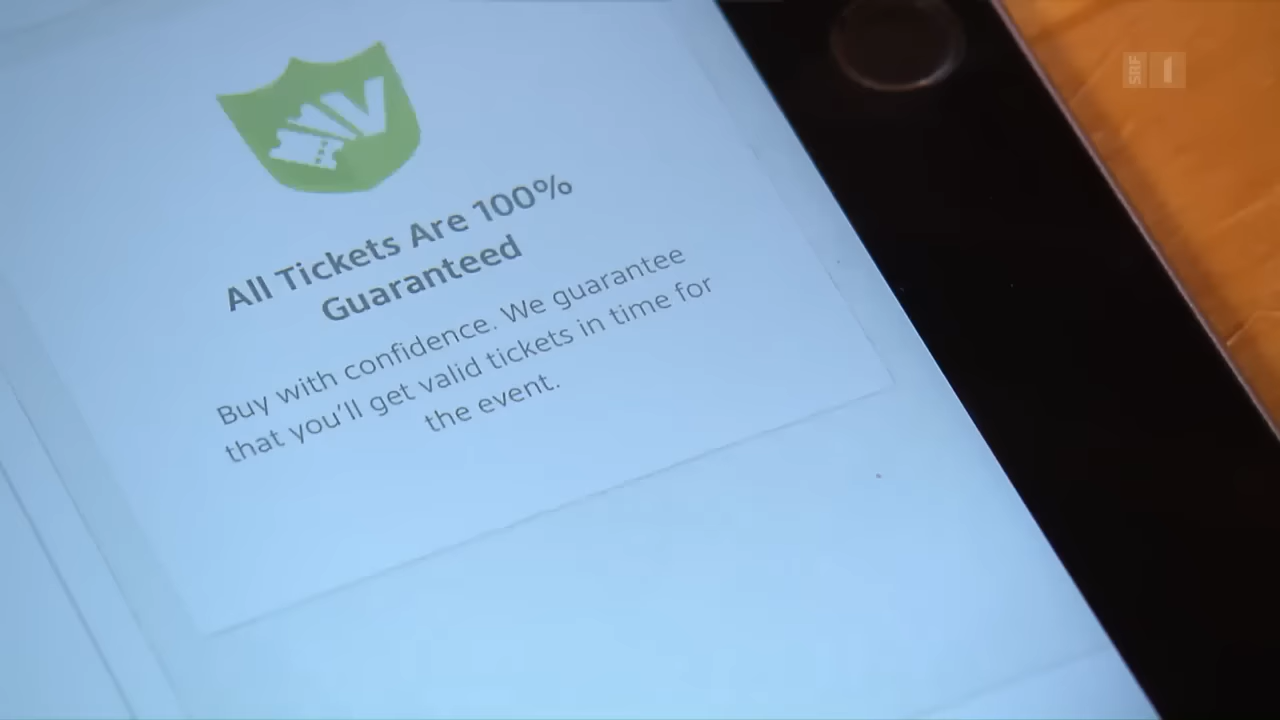 SRF 1
V
All Tickets Are 100%
Guaranteed
Buy with confidence. We guarantee
that you'll get valid tickets in time for
the event.